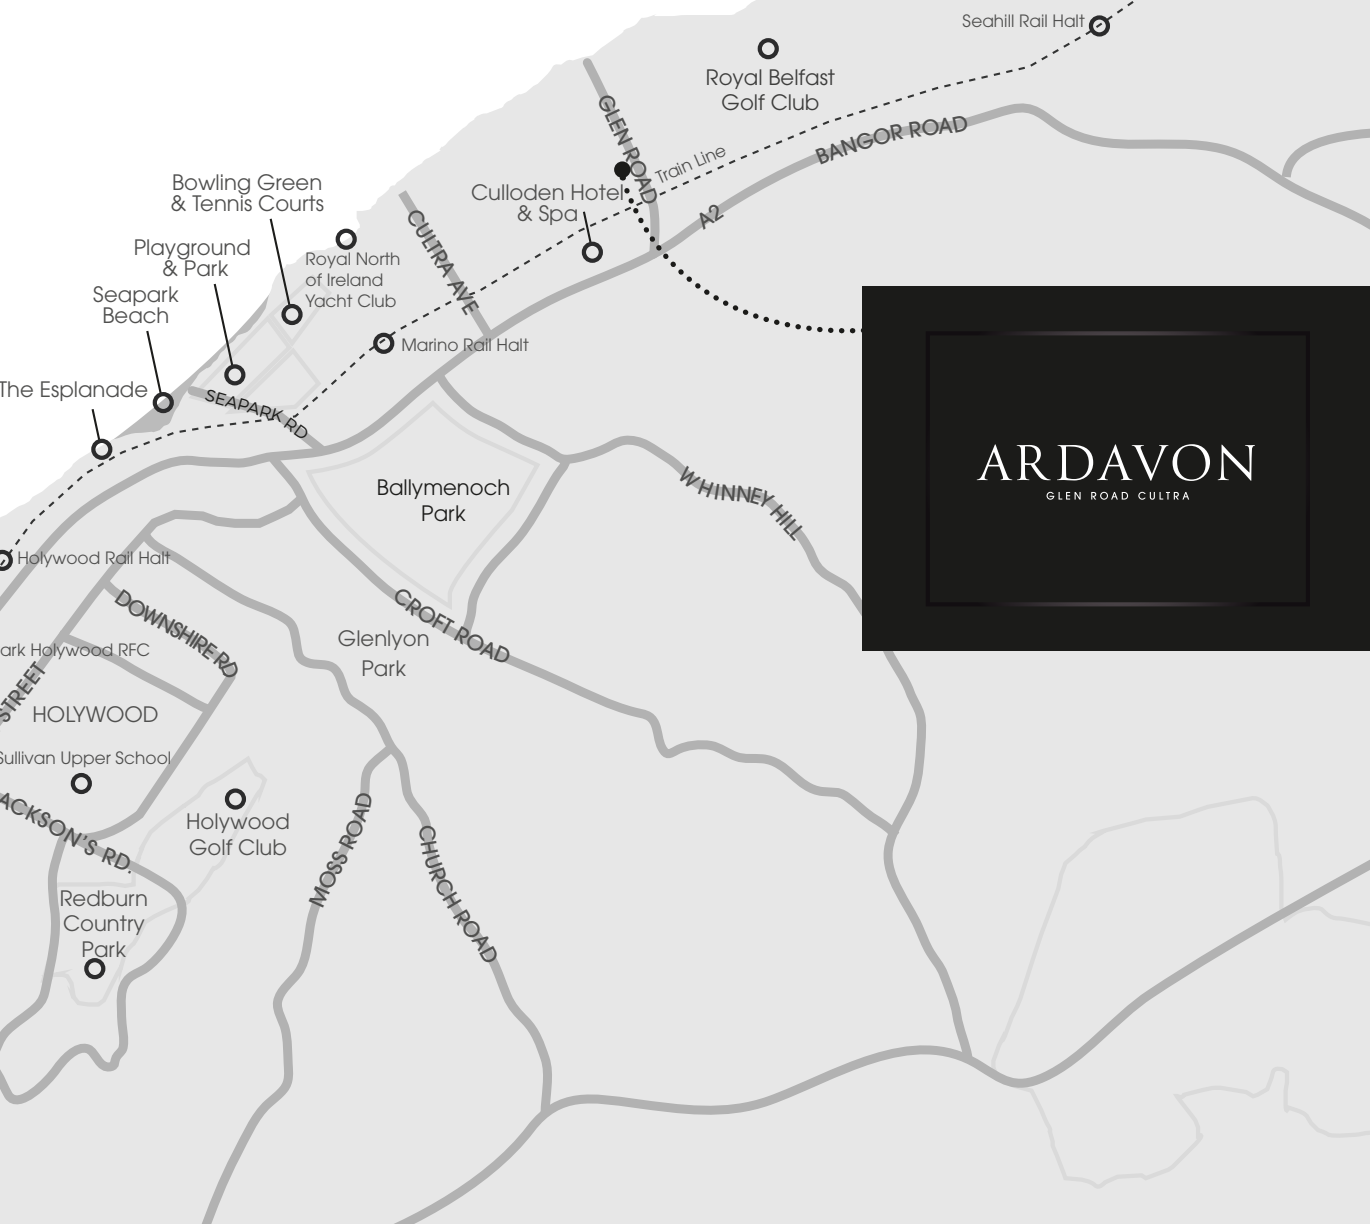 Seahill Rail Halt
Royal Belfast
Golf Club
GLEN ROAD
BANGOR ROAD
Train Line
A2
Bowling Green
& Tennis Courts
Culloden Hotel
& Spa
CULTRA AVE
Playground
& Park
Royal North
of Ireland
Yacht Club
Seapark
Beach
Marino Rail Halt
The Esplanade
SEAPARK RD
ARDAVON
GLEN ROAD CULTRA
Ballymenoch
Park
WHINNEY HILL
Holywood Rail Halt
DOWNSHIRE RD
CROFT ROAD
Glenlyon
Park
ark Holywood RFC
STREET
HOLYWOOD
Sullivan Upper School
ACKSON'S RD.
Holywood
Golf Club
MOSS ROAD
CHURCH ROAD
Redburn
Country
Park